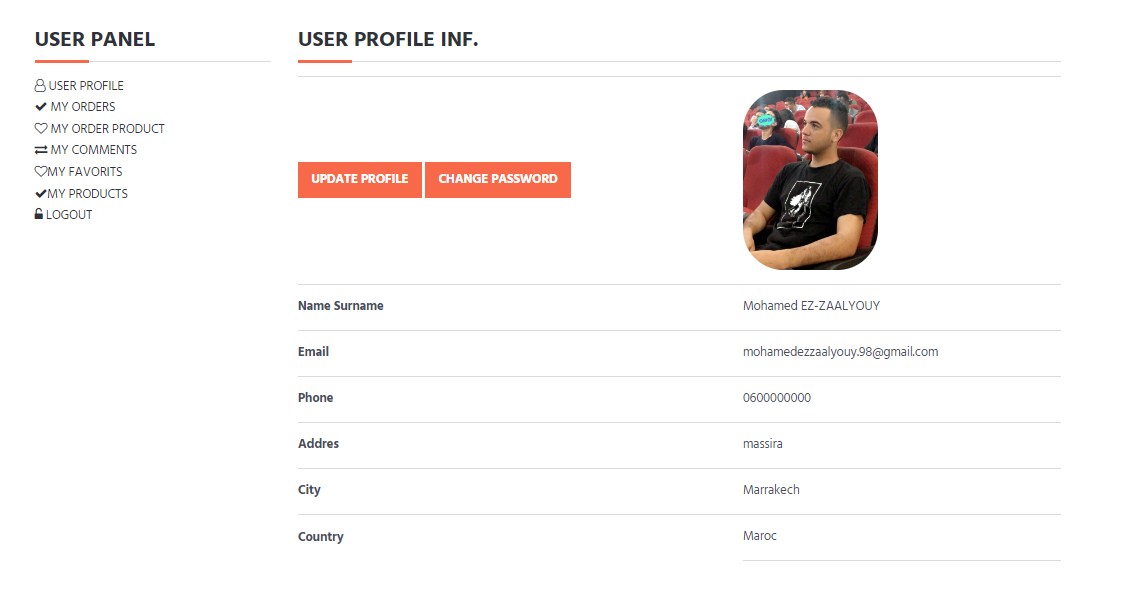 USER PANEL
USER PROFILE
MY ORDERS
MY ORDER PRODUCT
MY COMMENTS
MY FAVORITS
MY PRODUCTS
LOGOUT
USER PROFILE INF.
UPDATE PROFILE CHANGE PASSWORD
Name Surname Mohamed EZ-ZAALYOUY
Email mohamedezzaalyouy.98@gmail.com
Phone 0600000000
Addres massira
City Marrakech
Country Maroc